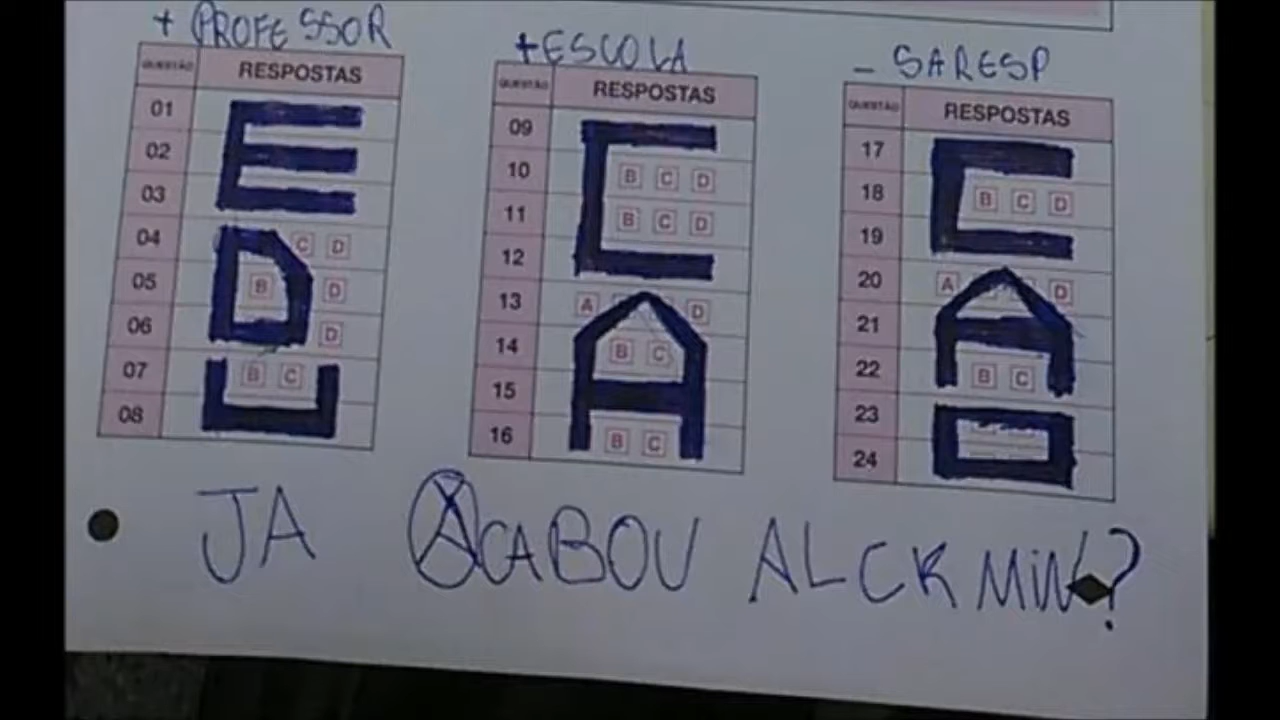 + PROFESSOR
+ESCOLA
- SARESP
QUESTÃO RESPOSTAS
01
02
03
04 C D
05 B D
06 D
07 B C
08
EDU
QUESTÃO RESPOSTAS
09
10 B C D
11 B C D
12
13 A D
14 B C
15
16 B C
CA
QUESTÃO RESPOSTAS
17
18 B C D
19
20 A D
21
22 B C
23
24
CAO
JA ACABOU ALCKMIN?